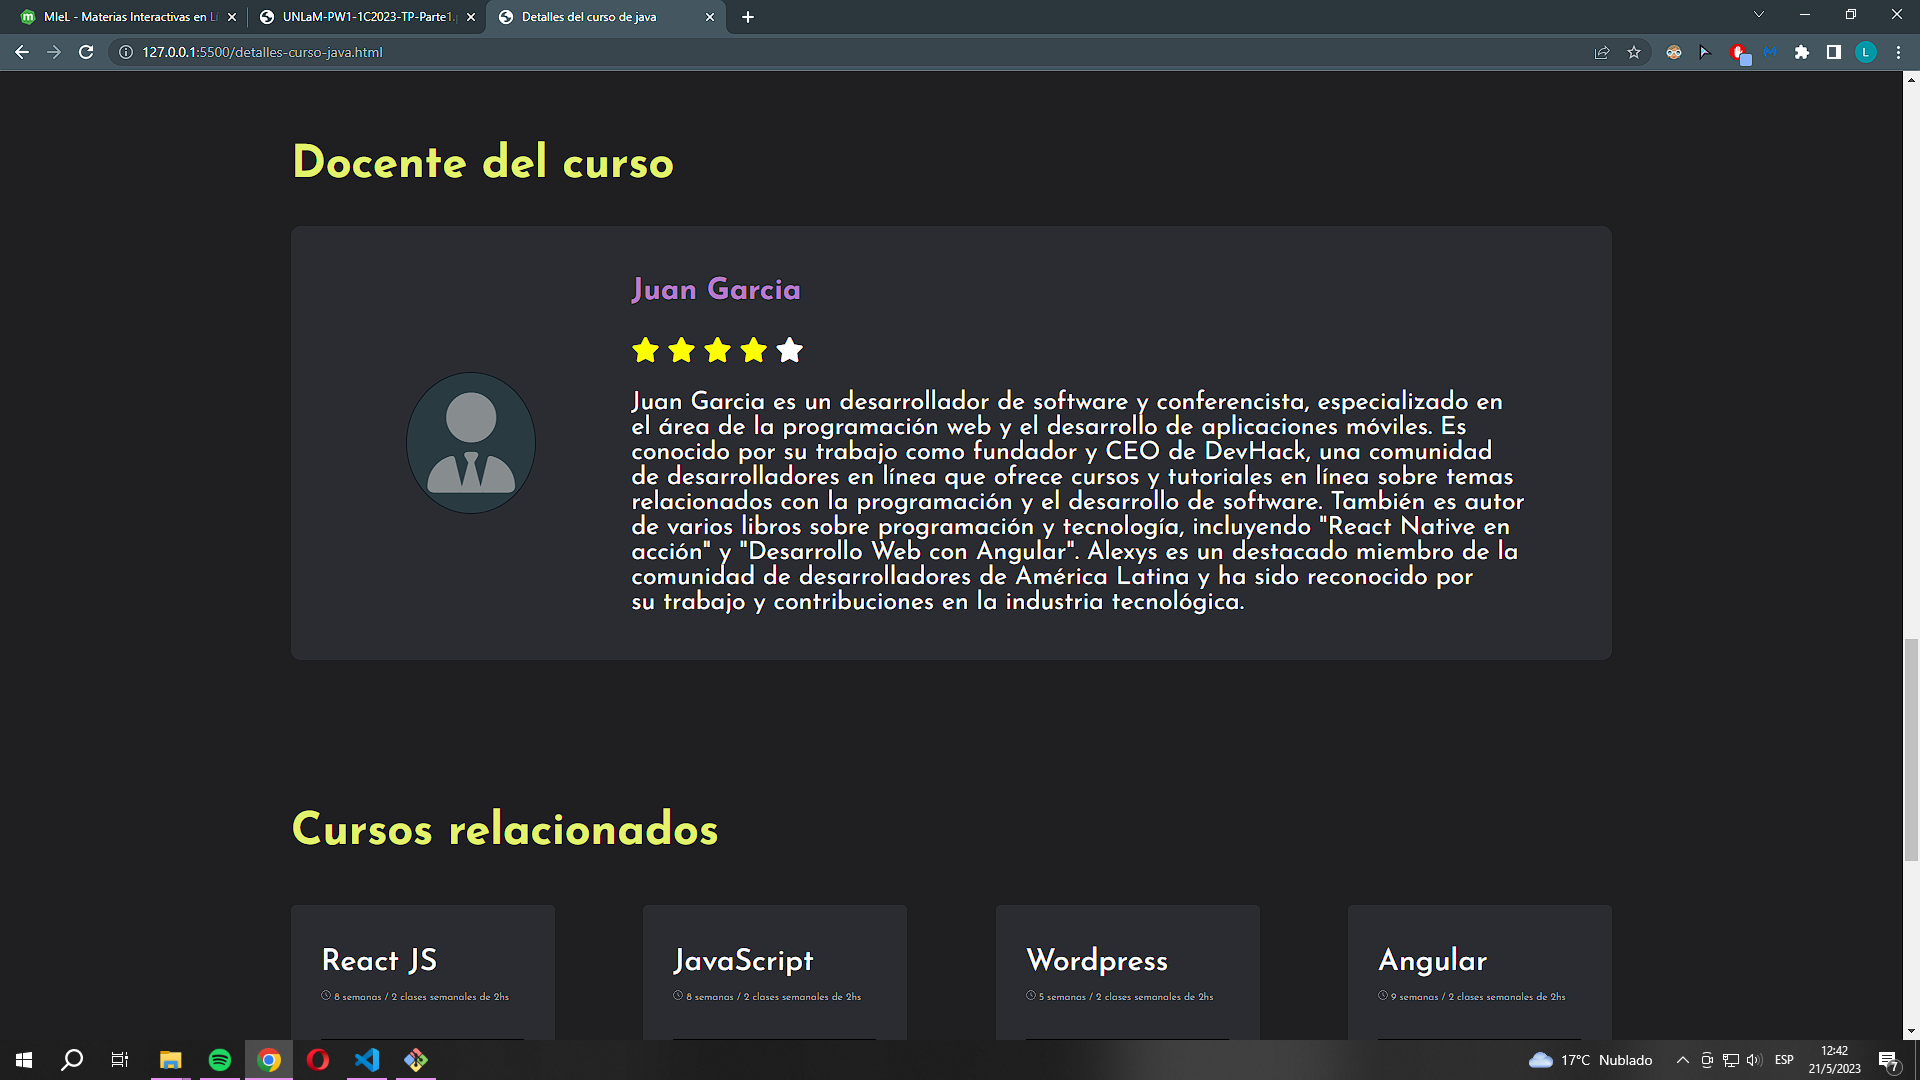 MIeL - Materias Interactivas en Lí
UNLaM-PW1-1C2023-TP-Parte1.
Detalles del curso de java
127.0.0.1:5500/detalles-curso-java.html
L
Docente del curso
Juan Garcia
Juan Garcia es un desarrollador de software y conferencista, especializado en
el área de la programación web y el desarrollo de aplicaciones móviles. Es
conocido por su trabajo como fundador y CEO de DevHack, una comunidad
de desarrolladores en línea que ofrece cursos y tutoriales en línea sobre temas
relacionados con la programación y el desarrollo de software. También es autor
de varios libros sobre programación y tecnología, incluyendo "React Native en
acción" y "Desarrollo Web con Angular". Alexys es un destacado miembro de la
comunidad de desarrolladores de América Latina y ha sido reconocido por
su trabajo y contribuciones en la industria tecnológica.
Cursos relacionados
React JS
8 semanas / 2 clases semanales de 2hs
JavaScript
8 semanas / 2 clases semanales de 2hs
Wordpress
5 semanas / 2 clases semanales de 2hs
Angular
9 semanas / 2 clases semanales de 2hs
17°C Nublado
ESP
12:42
21/5/2023
7